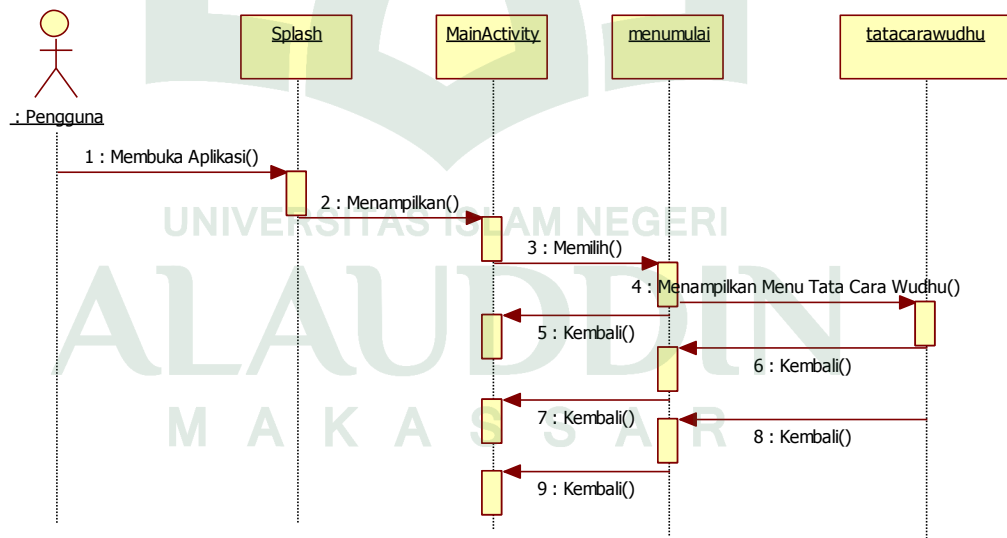 Splash
MainActivity
menumulai
tatacarawudhu
: Pengguna
1 : Membuka Aplikasi()
2 : Menampilkan()
UNIVERSITAS ISLAM NEGERI
3 : Memilih()
ALAUDDIN
4 : Menampilkan Menu Tata Cara Wudhu()
5 : Kembali()
6 : Kembali()
MAKASSAR
7 : Kembali()
8 : Kembali()
9 : Kembali()